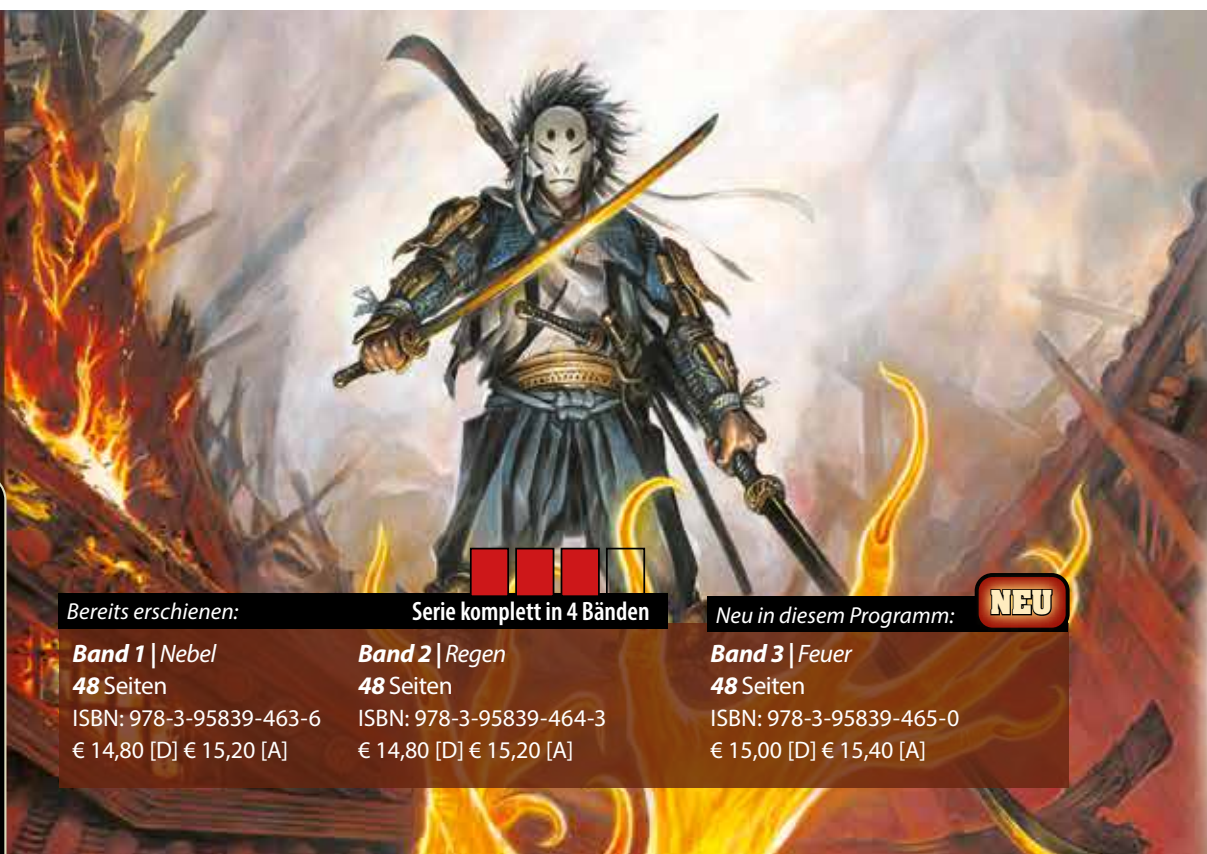 Bereits erschienen:
Serie komplett in 4 Bänden
Band 1 | Nebel
48 Seiten
ISBN: 978-3-95839-463-6
€ 14,80 [D] € 15,20 [A]
Band 2 | Regen
48 Seiten
ISBN: 978-3-95839-464-3
€ 14,80 [D] € 15,20 [A]
Neu in diesem Programm:
NEU
Band 3 | Feuer
48 Seiten
ISBN: 978-3-95839-465-0
€ 15,00 [D] € 15,40 [A]